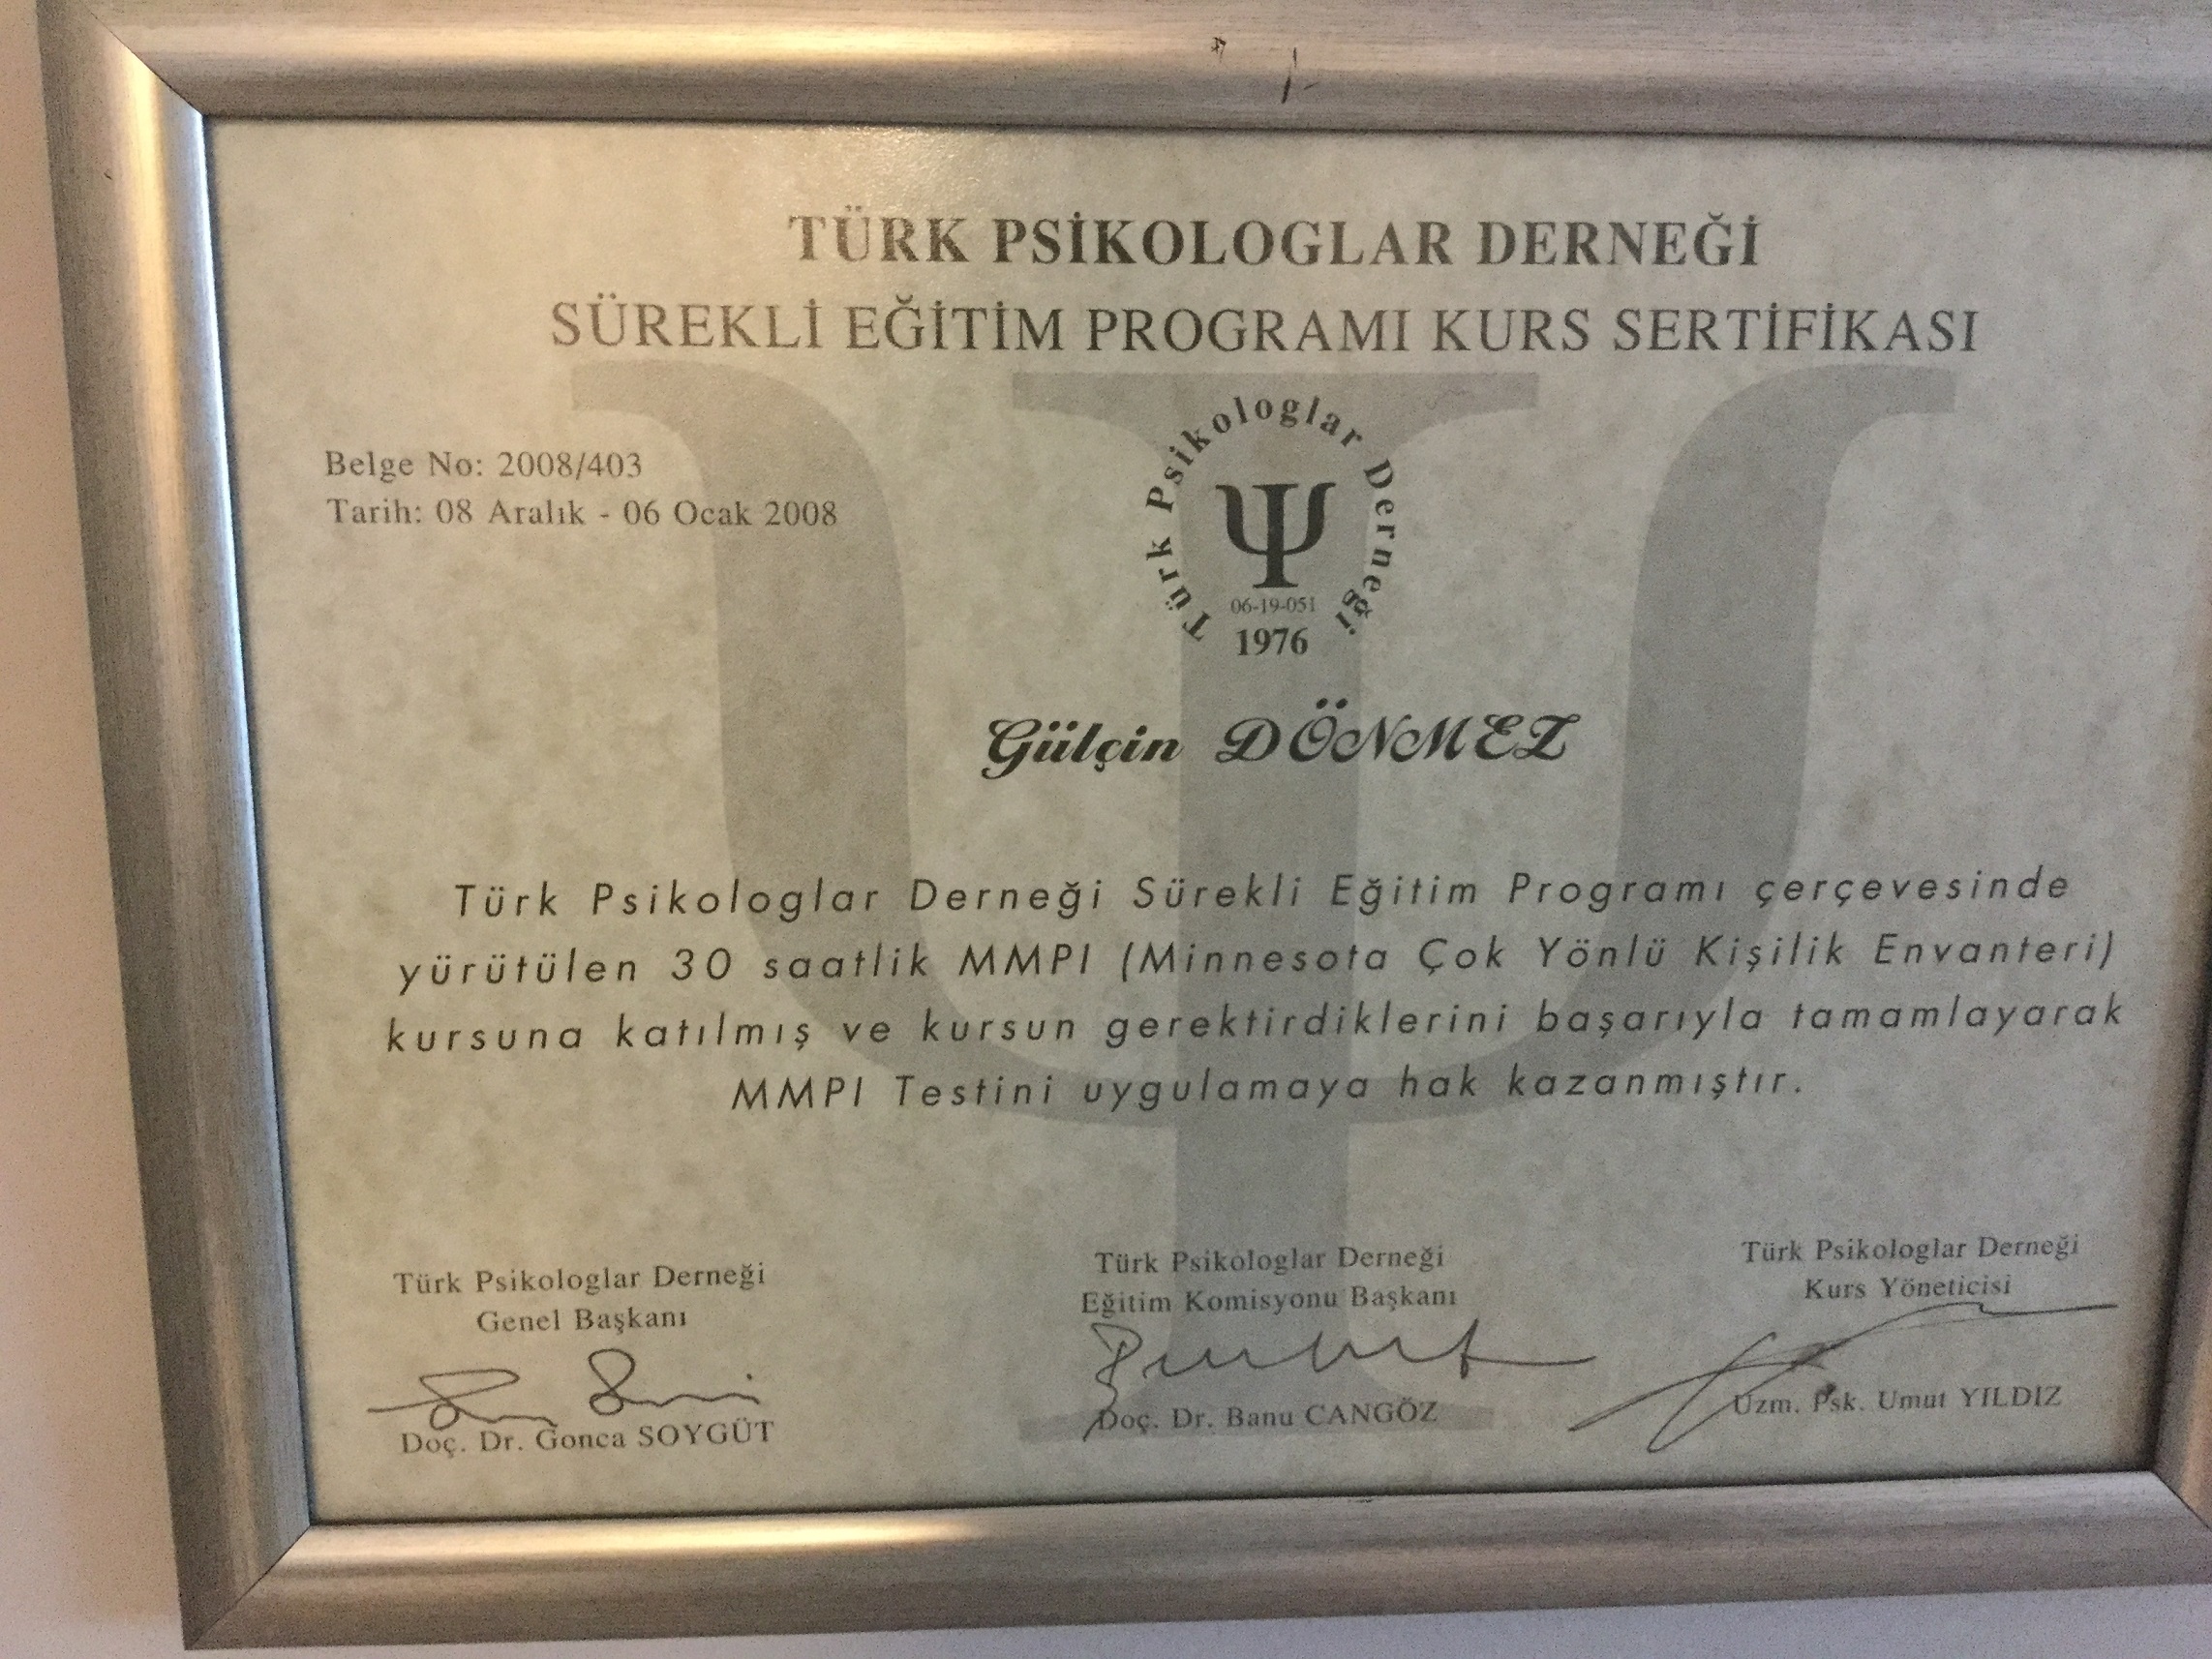 TÜRK PSİKOLOGLAR DERNEĞİ
SÜREKLİ EĞİTİM PROGRAMI KURS SERTİFİKASI
Belge No: 2008/403
Tarih: 08 Aralık - 06 Ocak 2008
Türk Psikologlar Derneği
Ψ
06-19-051
1976
Gülçin DÖNMEZ
Türk Psikologlar Derneği Sürekli Eğitim Programı çerçevesinde
yürütülen 30 saatlik MMPI (Minnesota Çok Yönlü Kişilik Envanteri)
kursuna katılmış ve kursun gerektirdiklerini başarıyla tamamlayarak
MMPI Testini uygulamaya hak kazanmıştır.
Türk Psikologlar Derneği
Genel Başkanı
Doç. Dr. Gonca SOYGÜT
Türk Psikologlar Derneği
Eğitim Komisyonu Başkanı
Doç. Dr. Banu CANGÖZ
Türk Psikologlar Derneği
Kurs Yöneticisi
Uzm. Psk. Umut YILDIZ